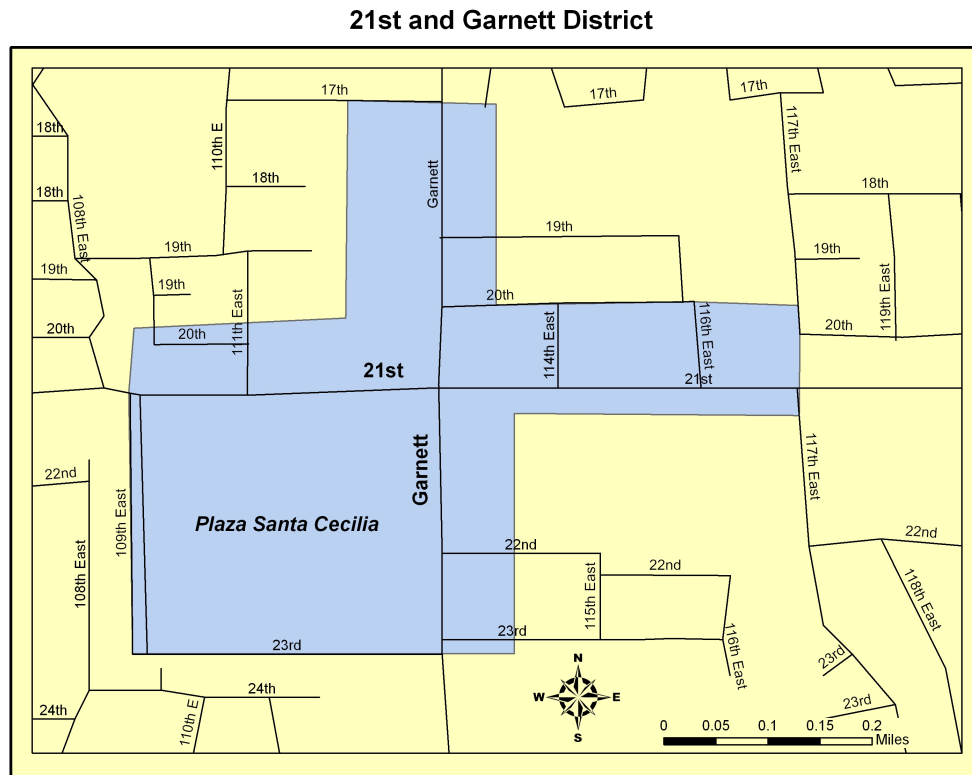 21st and Garnett District
17th
17th
17th
18th
110th E
117th East
18th
18th
18th
108th East
Garnett
19th
19th
19th
19th
19th
119th East
20th
20th
111th East
20th
114th East
116th East
20th
21st
21st
Garnett
117th East
22nd
109th East
Plaza Santa Cecilia
108th East
22nd
22nd
22nd
115th East
118th East
23rd
23rd
116th East
23rd
24th
24th
110th E
23rd
N
W
E
S
0 0.05 0.1 0.15 0.2
Miles